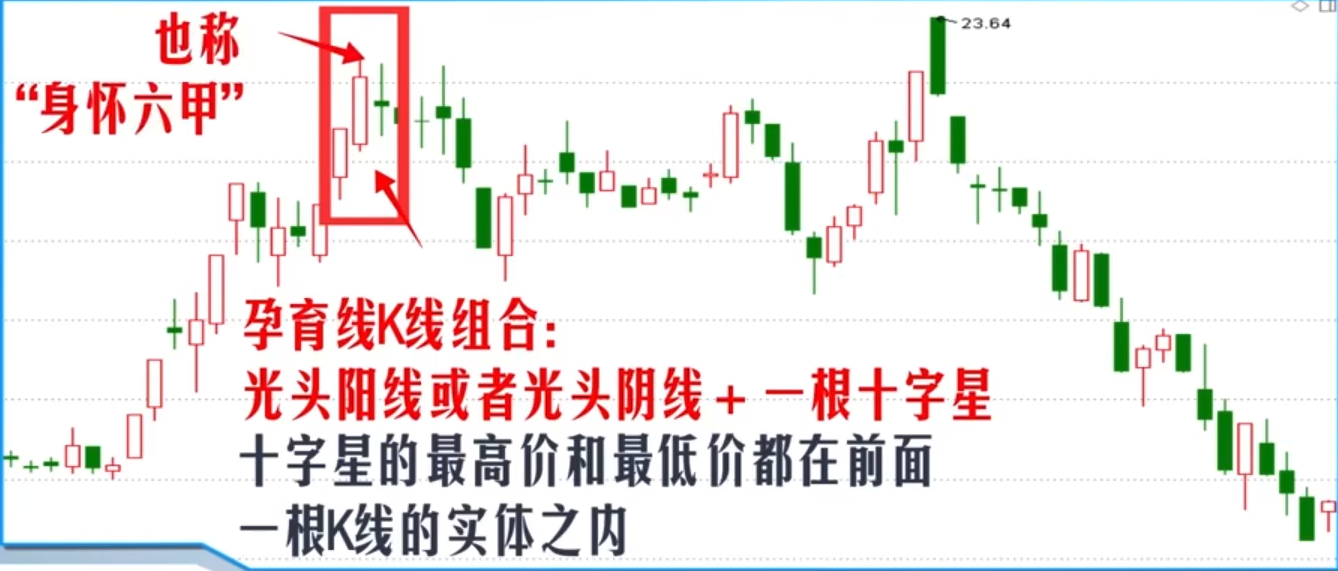 也称
“身怀六甲”
23.64
孕育线K线组合:
光头阳线或者光头阴线+一根十字星
十字星的最高价和最低价都在前面
一根K线的实体之内